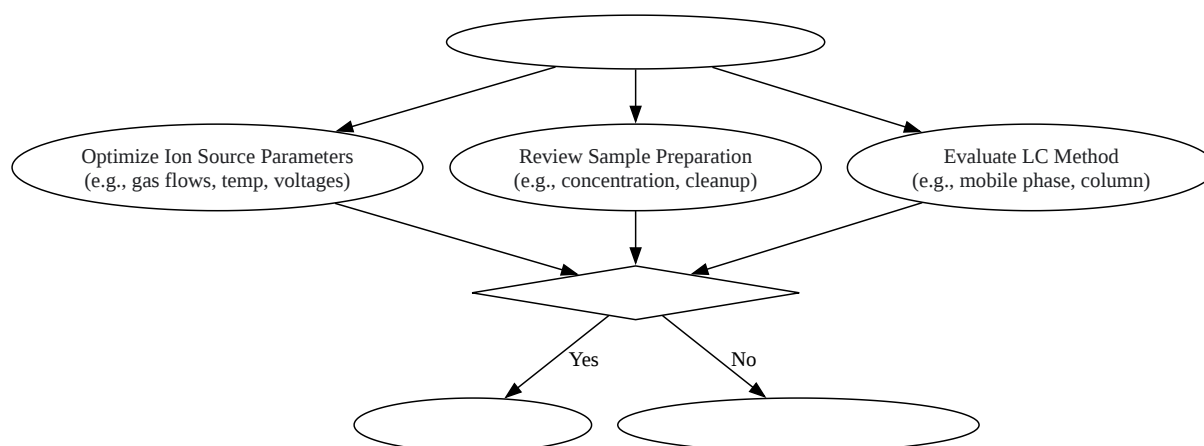 Optimize Ion Source Parameters
(e.g., gas flows, temp, voltages)
Review Sample Preparation
(e.g., concentration, cleanup)
Evaluate LC Method
(e.g., mobile phase, column)
Yes
No